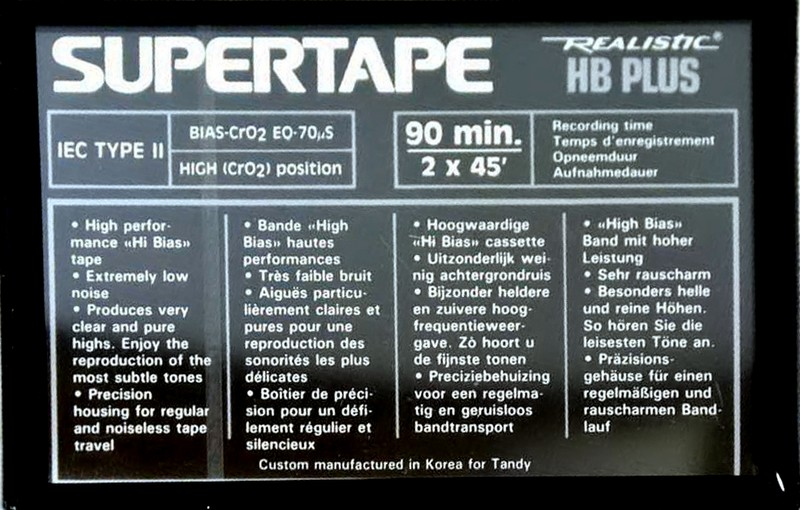 SUPERTAPE
REALISTIC®
HB PLUS
IEC TYPE II
BIAS-CrO2 EQ-70µS
HIGH (CrO2) position
90 min.
2 x 45'
Recording time
Temps d'enregistrement
Opneemduur
Aufnahmedauer
• High perfor-
mance «Hi Bias»
tape
• Extremely low
noise
• Produces very
clear and pure
highs. Enjoy the
reproduction of the
most subtle tones
• Precision
housing for regular
and noiseless tape
travel
• Bande «High
Bias» hautes
performances
• Très faible bruit
• Aiguës particu-
lièrement claires et
pures pour une
reproduction des
sonorités les plus
délicates
• Boîtier de préci-
sion pour un défi-
lement régulier et
silencieux
• Hoogwaardige
«Hi Bias» cassette
• Uitzonderlijk wei-
nig achtergrondruis
• Bijzonder heldere
en zuivere hoog-
frequentieweer-
gave. Zò hoort u
de fijnste tonen
• Preciziebehuizing
voor een regelma-
tig en geruisloos
bandtransport
• «High Bias»
Band mit hoher
Leistung
• Sehr rauscharm
• Besonders helle
und reine Höhen.
So hören Sie die
leisesten Töne an.
• Präzisions-
gehäuse für einen
regelmäßigen und
rauscharmen Band-
lauf
Custom manufactured in Korea for Tandy